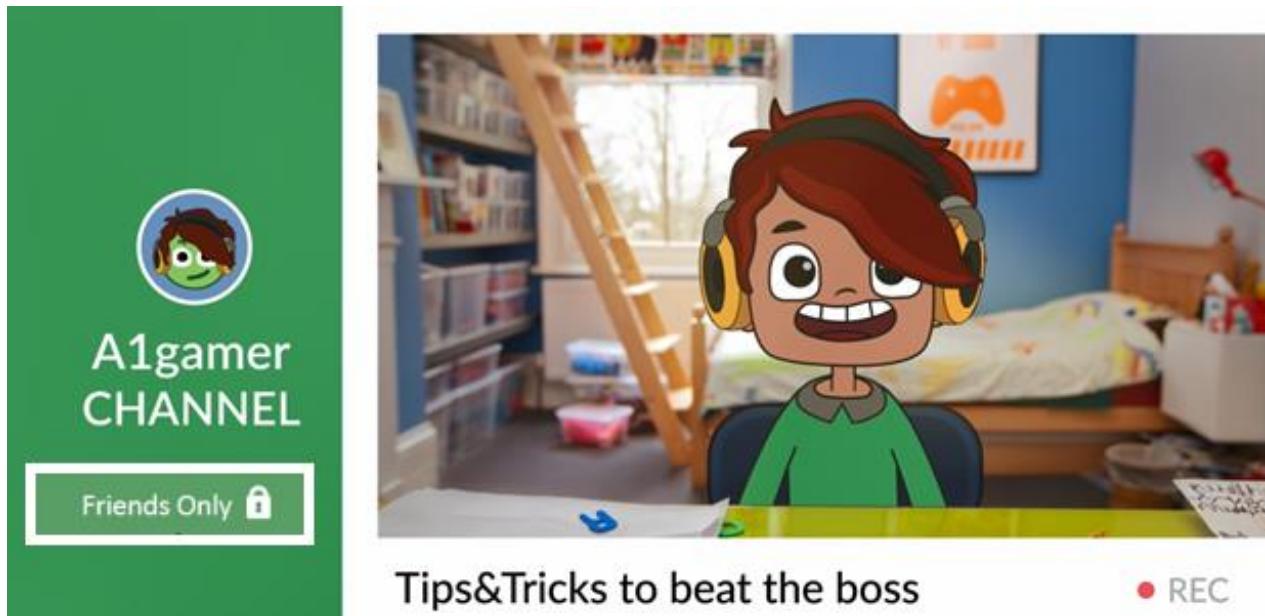 A1gamer
CHANNEL
Friends Only
Tips&Tricks to beat the boss
REC